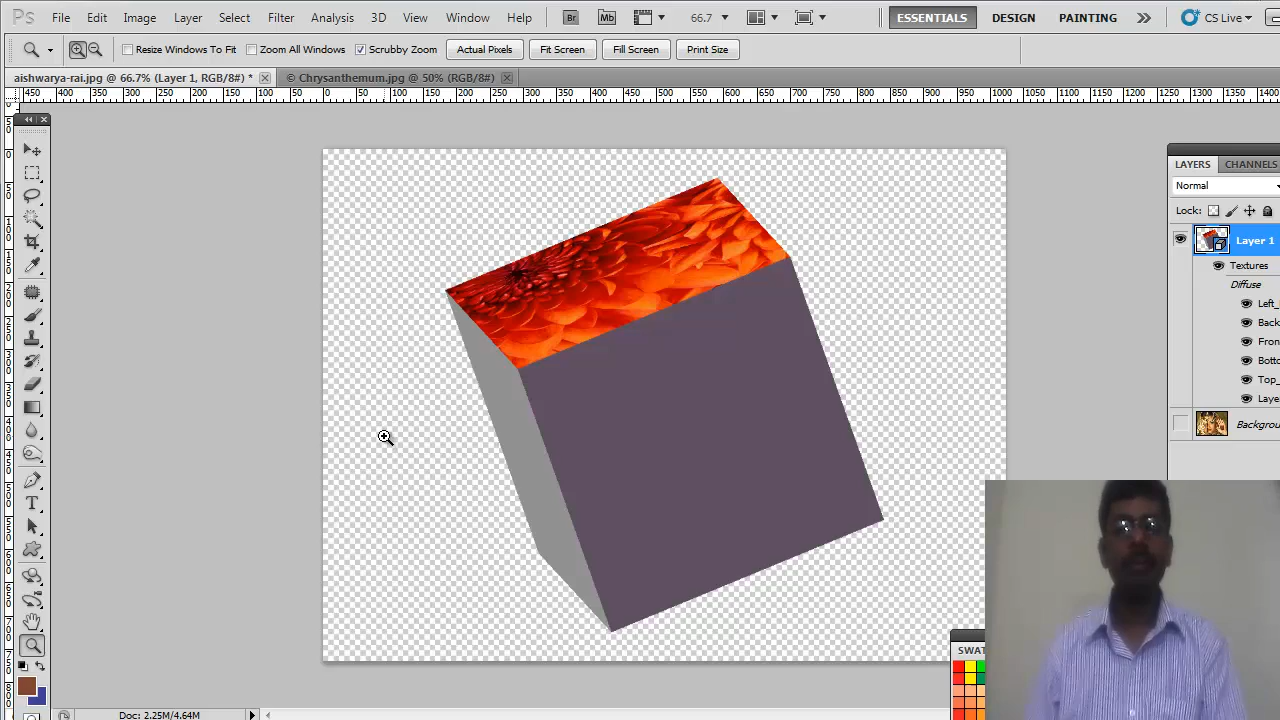 Ps File Edit Image Layer Select Filter Analysis 3D View Window Help Br Mb 66.7 ESSENTIALS DESIGN PAINTING CS Live
Resize Windows To Fit Zoom All Windows Scrubby Zoom Actual Pixels Fit Screen Fill Screen Print Size
aishwarya-rai.jpg @ 66.7% (Layer 1, RGB/8#) * © Chrysanthemum.jpg @ 50% (RGB/8#)
450 400 350 300 250 200 150 100 50 0 50 100 150 200 250 300 350 400 450 500 550 600 650 700 750 800 850 900 950 1000 1050 1100 1150 1200 1250 1300 1350 1400
LAYERS CHANNELS
Normal
Lock:
Layer 1
Textures
Diffuse
Left_
Back
Fron
Botto
Top_
Laye
Backgrou
T
SWAT
Doc: 2.25M/4.64M